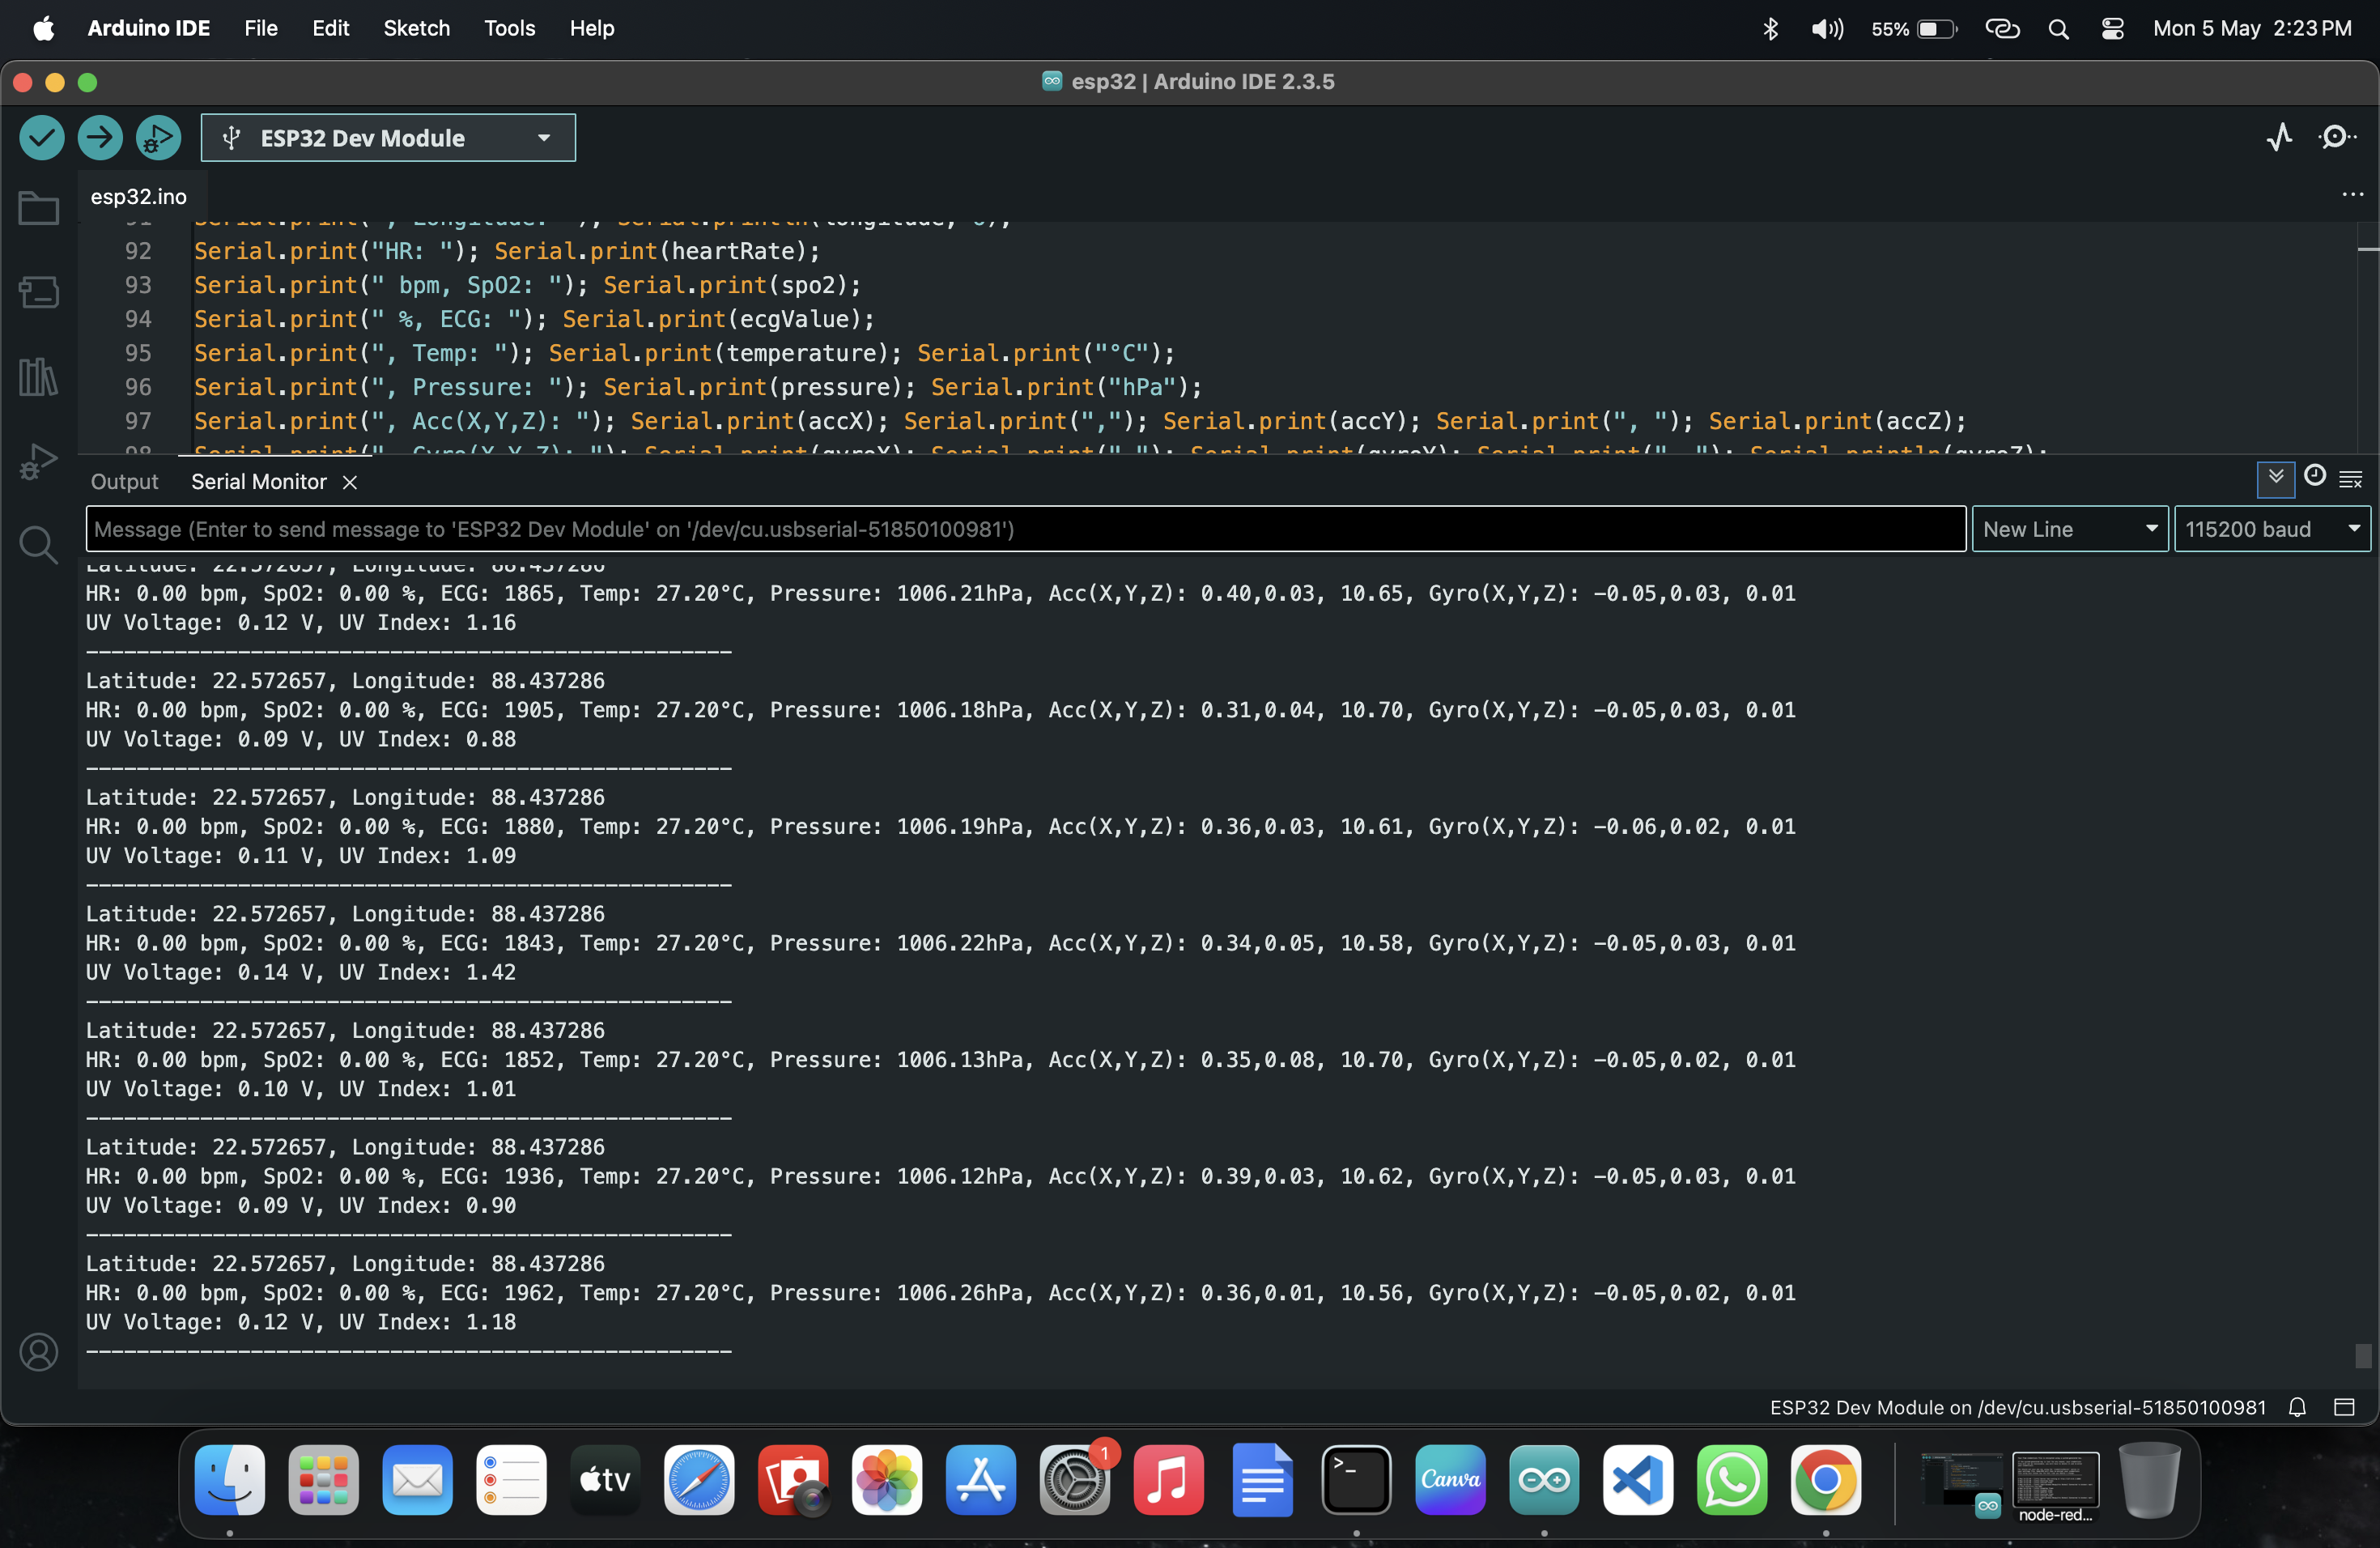 Arduino IDE File Edit Sketch Tools Help 55% Mon 5 May 2:23 PM
esp32 | Arduino IDE 2.3.5
ESP32 Dev Module
esp32.ino
92 Serial.print("HR: "); Serial.print(heartRate);
93 Serial.print(" bpm, SpO2: "); Serial.print(spo2);
94 Serial.print(" %, ECG: "); Serial.print(ecgValue);
95 Serial.print(", Temp: "); Serial.print(temperature); Serial.print("°C");
96 Serial.print(", Pressure: "); Serial.print(pressure); Serial.print("hPa");
97 Serial.print(", Acc(X,Y,Z): "); Serial.print(accX); Serial.print(","); Serial.print(accY); Serial.print(", "); Serial.print(accZ);
Output Serial Monitor
Message (Enter to send message to 'ESP32 Dev Module' on '/dev/cu.usbserial-51850100981') New Line 115200 baud
Latitude: 22.572657, Longitude: 88.437286
HR: 0.00 bpm, SpO2: 0.00 %, ECG: 1865, Temp: 27.20°C, Pressure: 1006.21hPa, Acc(X,Y,Z): 0.40,0.03, 10.65, Gyro(X,Y,Z): -0.05,0.03, 0.01
UV Voltage: 0.12 V, UV Index: 1.16
---------------------------------------------------
Latitude: 22.572657, Longitude: 88.437286
HR: 0.00 bpm, SpO2: 0.00 %, ECG: 1905, Temp: 27.20°C, Pressure: 1006.18hPa, Acc(X,Y,Z): 0.31,0.04, 10.70, Gyro(X,Y,Z): -0.05,0.03, 0.01
UV Voltage: 0.09 V, UV Index: 0.88
---------------------------------------------------
Latitude: 22.572657, Longitude: 88.437286
HR: 0.00 bpm, SpO2: 0.00 %, ECG: 1880, Temp: 27.20°C, Pressure: 1006.19hPa, Acc(X,Y,Z): 0.36,0.03, 10.61, Gyro(X,Y,Z): -0.06,0.02, 0.01
UV Voltage: 0.11 V, UV Index: 1.09
---------------------------------------------------
Latitude: 22.572657, Longitude: 88.437286
HR: 0.00 bpm, SpO2: 0.00 %, ECG: 1843, Temp: 27.20°C, Pressure: 1006.22hPa, Acc(X,Y,Z): 0.34,0.05, 10.58, Gyro(X,Y,Z): -0.05,0.03, 0.01
UV Voltage: 0.14 V, UV Index: 1.42
---------------------------------------------------
Latitude: 22.572657, Longitude: 88.437286
HR: 0.00 bpm, SpO2: 0.00 %, ECG: 1852, Temp: 27.20°C, Pressure: 1006.13hPa, Acc(X,Y,Z): 0.35,0.08, 10.70, Gyro(X,Y,Z): -0.05,0.02, 0.01
UV Voltage: 0.10 V, UV Index: 1.01
---------------------------------------------------
Latitude: 22.572657, Longitude: 88.437286
HR: 0.00 bpm, SpO2: 0.00 %, ECG: 1936, Temp: 27.20°C, Pressure: 1006.12hPa, Acc(X,Y,Z): 0.39,0.03, 10.62, Gyro(X,Y,Z): -0.05,0.03, 0.01
UV Voltage: 0.09 V, UV Index: 0.90
---------------------------------------------------
Latitude: 22.572657, Longitude: 88.437286
HR: 0.00 bpm, SpO2: 0.00 %, ECG: 1962, Temp: 27.20°C, Pressure: 1006.26hPa, Acc(X,Y,Z): 0.36,0.01, 10.56, Gyro(X,Y,Z): -0.05,0.02, 0.01
UV Voltage: 0.12 V, UV Index: 1.18
---------------------------------------------------
ESP32 Dev Module on /dev/cu.usbserial-51850100981
1
tv
Canva
node-red...